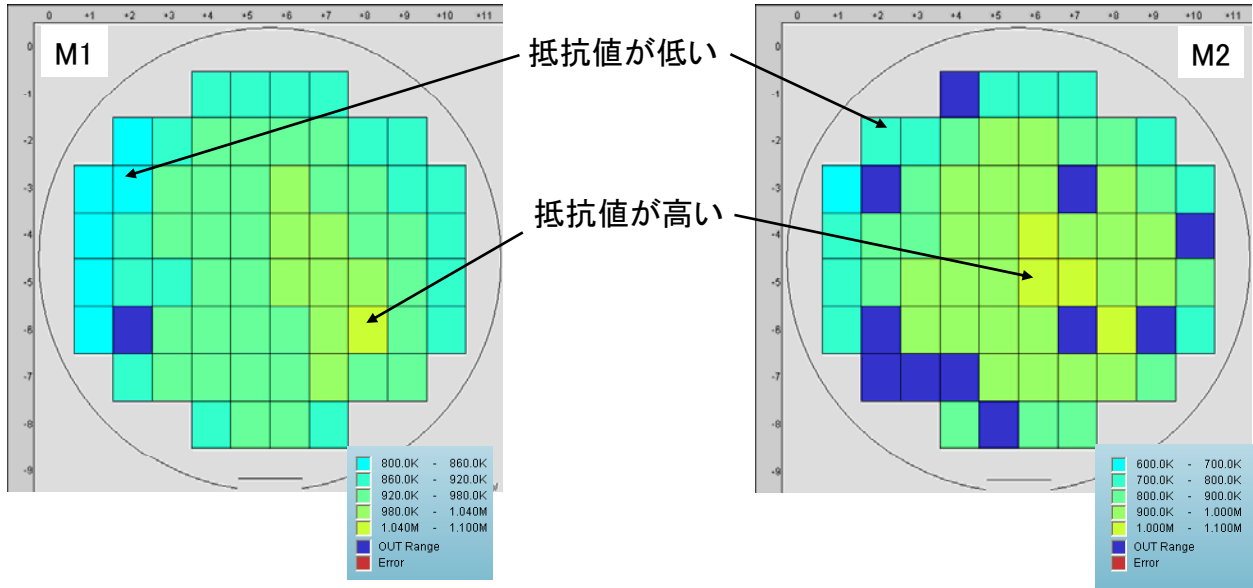 0 +1 +2 +3 +4 +5 +6 +7 +8 +9 +10 +11
0
-1
-2
-3
-4
-5
-6
-7
-8
-9
M1
抵抗値が低い
抵抗値が高い
800.0K - 860.0K
860.0K - 920.0K
920.0K - 980.0K
980.0K - 1.040M
1.040M - 1.100M
OUT Range
Error
0 +1 +2 +3 +4 +5 +6 +7 +8 +9 +10 +11
0
-1
-2
-3
-4
-5
-6
-7
-8
-9
M2
600.0K - 700.0K
700.0K - 800.0K
800.0K - 900.0K
900.0K - 1.000M
1.000M - 1.100M
OUT Range
Error